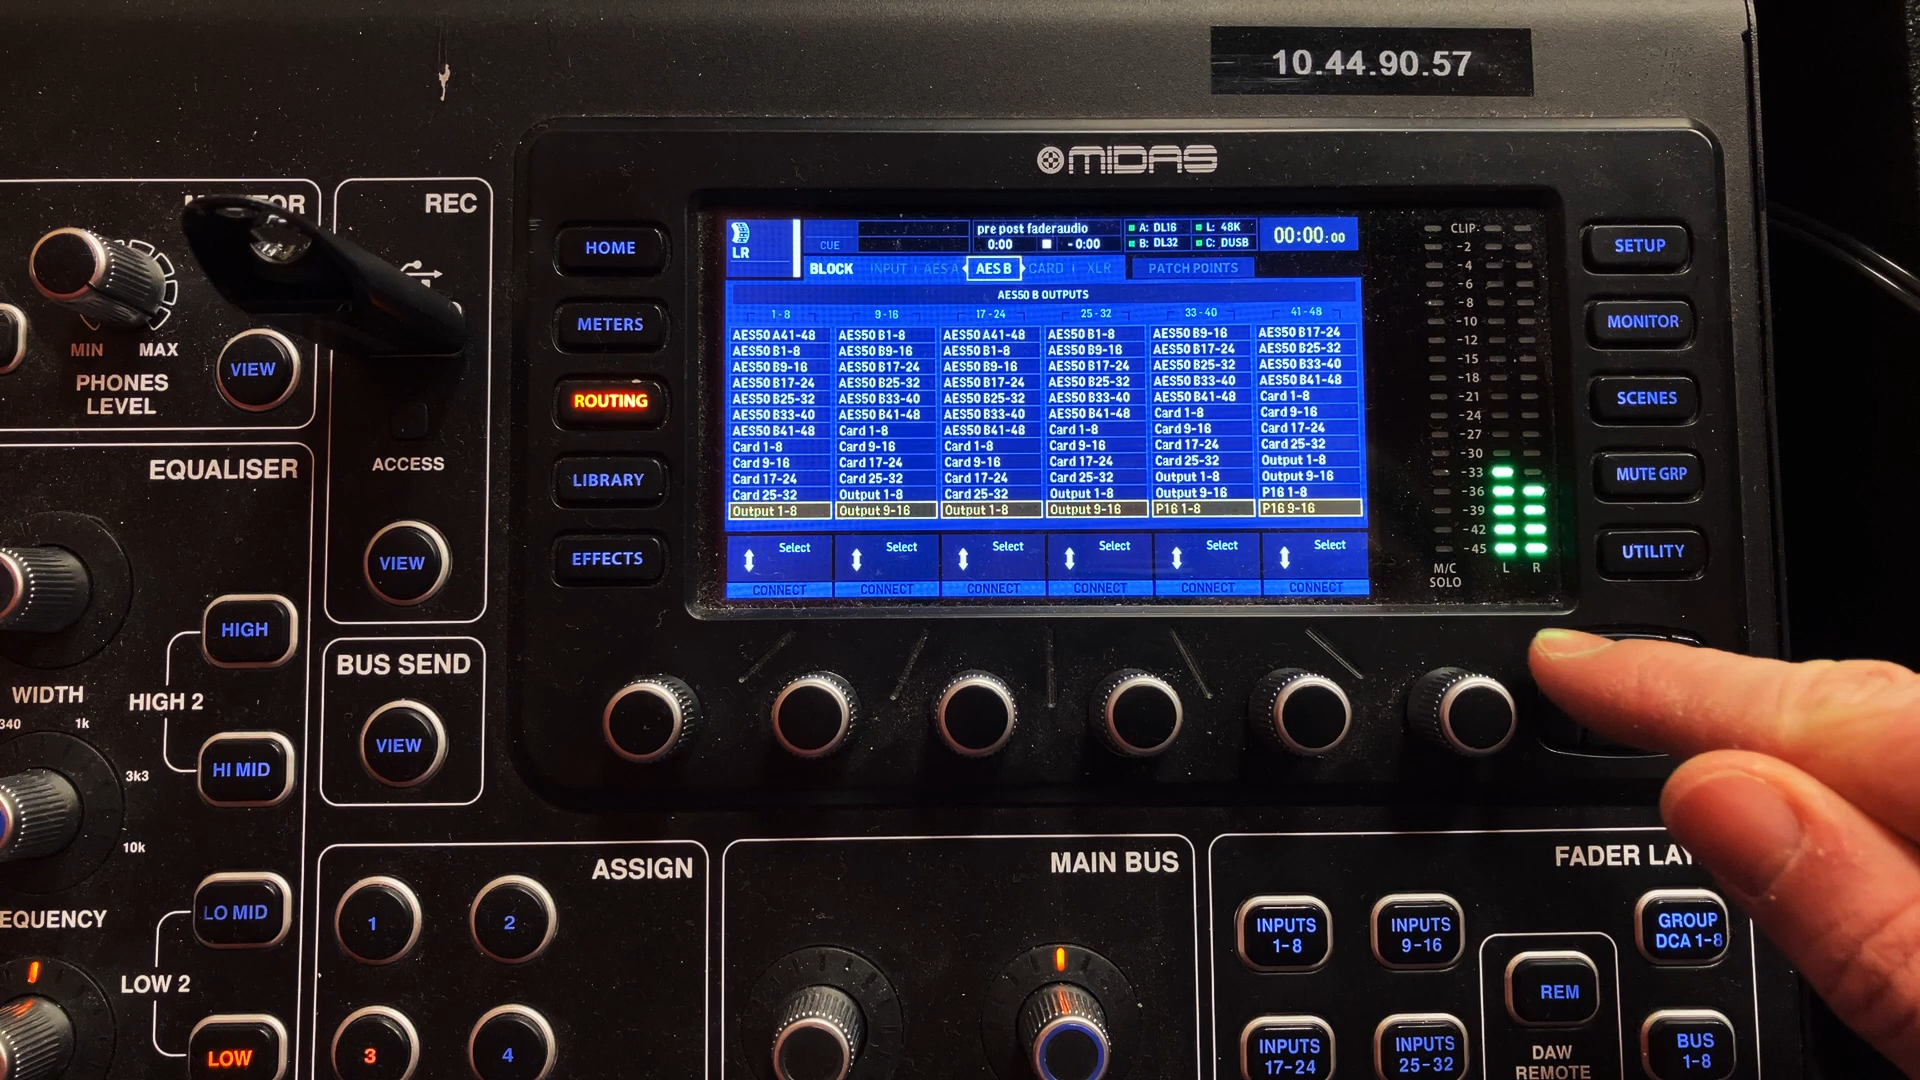 10.44.90.57
MIDAS
MONITOR
MIN MAX
PHONES
LEVEL
VIEW
REC
ACCESS
VIEW
EQUALISER
HIGH
HIGH 2
HI MID
WIDTH
340 1k
3k3
10k
EQUENCY
LO MID
LOW 2
LOW
BUS SEND
VIEW
HOME
METERS
ROUTING
LIBRARY
EFFECTS
LR
CUE
pre post faderaudio
0:00 - 0:00
A: DL16 L: 48K
B: DL32 C: DUSB
00:00:00
BLOCK INPUT AES A AES B CARD XLR PATCH POINTS
AES50 B OUTPUTS
1-8 9-16 17-24 25-32 33-40 41-48
AES50 A41-48 AES50 B1-8 AES50 A41-48 AES50 B1-8 AES50 B9-16 AES50 B17-24
AES50 B1-8 AES50 B9-16 AES50 B1-8 AES50 B9-16 AES50 B17-24 AES50 B25-32
AES50 B9-16 AES50 B17-24 AES50 B9-16 AES50 B17-24 AES50 B25-32 AES50 B33-40
AES50 B17-24 AES50 B25-32 AES50 B17-24 AES50 B25-32 AES50 B33-40 AES50 B41-48
AES50 B25-32 AES50 B33-40 AES50 B25-32 AES50 B33-40 AES50 B41-48 Card 1-8
AES50 B33-40 AES50 B41-48 AES50 B33-40 AES50 B41-48 Card 1-8 Card 9-16
AES50 B41-48 Card 1-8 AES50 B41-48 Card 1-8 Card 9-16 Card 17-24
Card 1-8 Card 9-16 Card 1-8 Card 9-16 Card 17-24 Card 25-32
Card 9-16 Card 17-24 Card 9-16 Card 17-24 Card 25-32 Output 1-8
Card 17-24 Card 25-32 Card 17-24 Card 25-32 Output 1-8 Output 9-16
Card 25-32 Output 1-8 Card 25-32 Output 1-8 Output 9-16 P16 1-8
Output 1-8 Output 9-16 Output 1-8 Output 9-16 P16 1-8 P16 9-16
Select Select Select Select Select Select
CONNECT CONNECT CONNECT CONNECT CONNECT CONNECT
CLIP
-2
-4
-6
-8
-10
-12
-15
-18
-21
-24
-27
-30
-33
-36
-39
-42
-45
M/C L R
SOLO
SETUP
MONITOR
SCENES
MUTE GRP
UTILITY
ASSIGN
1 2
3 4
MAIN BUS
FADER LAY
INPUTS
1-8
INPUTS
9-16
GROUP
DCA 1-8
REM
INPUTS
17-24
INPUTS
25-32
DAW
REMOTE
BUS
1-8